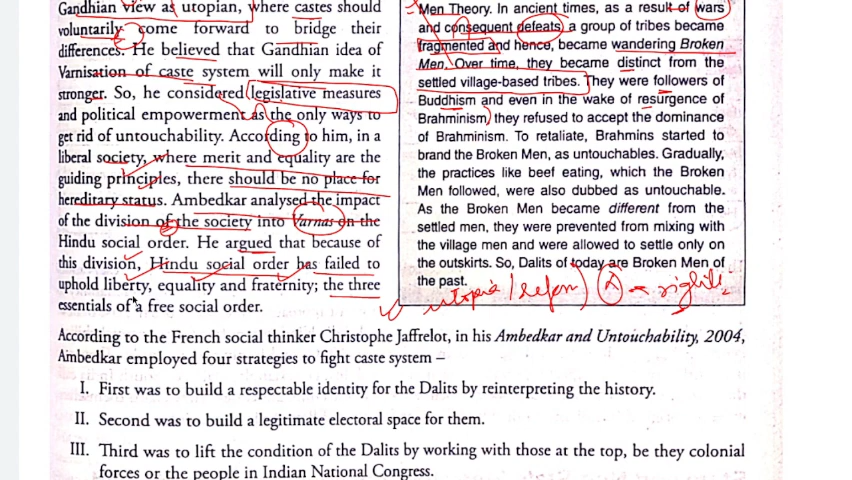 Gandhian view as utopian, where castes should
voluntarily come forward to bridge their
differences. He believed that Gandhian idea of
Varnisation of caste system will only make it
stronger. So, he considered legislative measures
and political empowerment as the only ways to
get rid of untouchability. According to him, in a
liberal society, where merit and equality are the
guiding principles, there should be no place for
hereditary status. Ambedkar analysed the impact
of the division of the society into Varnas on the
Hindu social order. He argued that because of
this division, Hindu social order has failed to
uphold liberty, equality and fraternity; the three
essentials of a free social order.
Men Theory. In ancient times, as a result of wars
and consequent defeats, a group of tribes became
fragmented and hence, became wandering Broken
Men. Over time, they became distinct from the
settled village-based tribes. They were followers of
Buddhism and even in the wake of resurgence of
Brahminism, they refused to accept the dominance
of Brahminism. To retaliate, Brahmins started to
brand the Broken Men, as untouchables. Gradually,
the practices like beef eating, which the Broken
Men followed, were also dubbed as untouchable.
As the Broken Men became different from the
settled men, they were prevented from mixing with
the village men and were allowed to settle only on
the outskirts. So, Dalits of today are Broken Men of
the past.
utopia / reform) rights
According to the French social thinker Christophe Jaffrelot, in his Ambedkar and Untouchability, 2004,
Ambedkar employed four strategies to fight caste system –
I. First was to build a respectable identity for the Dalits by reinterpreting the history.
II. Second was to build a legitimate electoral space for them.
III. Third was to lift the condition of the Dalits by working with those at the top, be they colonial
forces or the people in Indian National Congress.